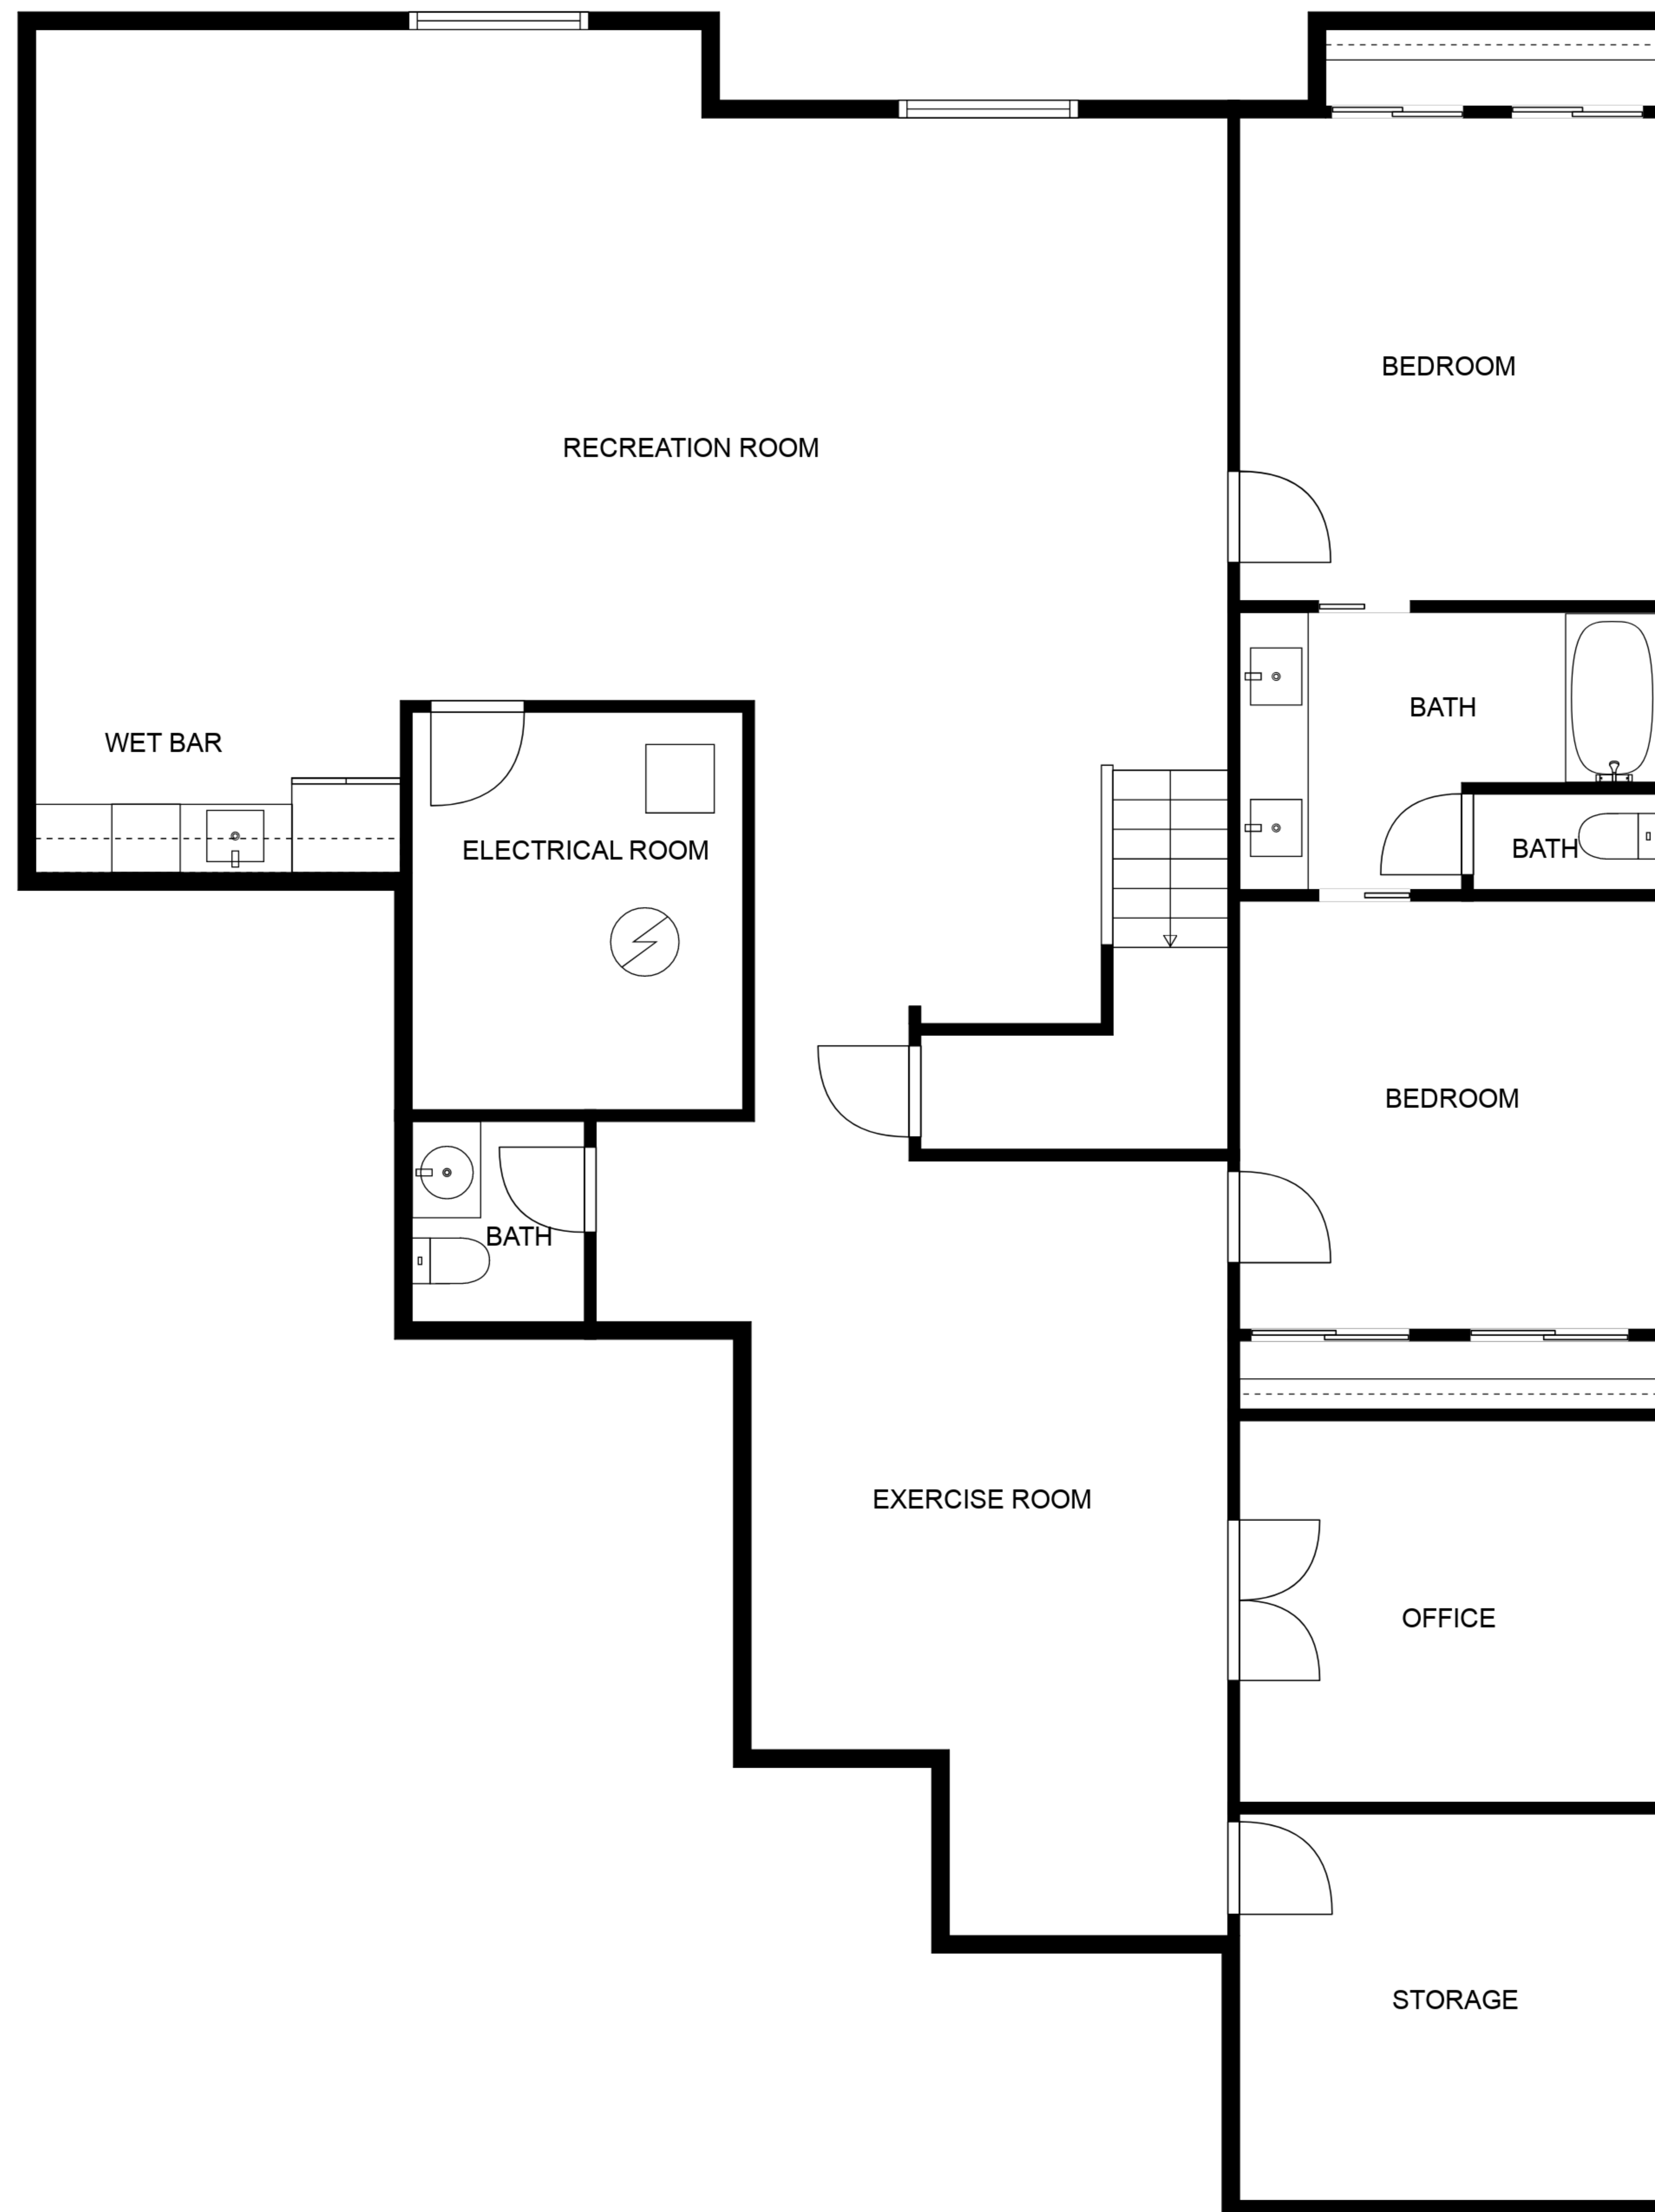 BEDROOM
RECREATION ROOM
BATH
WET BAR
ELECTRICAL ROOM
BATH
BEDROOM
BATH
EXERCISE ROOM
OFFICE
STORAGE